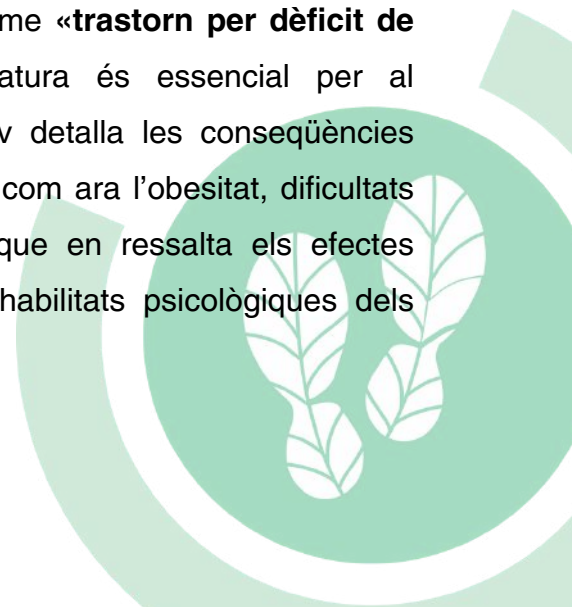 me «trastorn per dèficit de
atura és essencial per al
v detalla les conseqüències
com ara l’obesitat, dificultats
que en ressalta els efectes
habilitats psicològiques dels